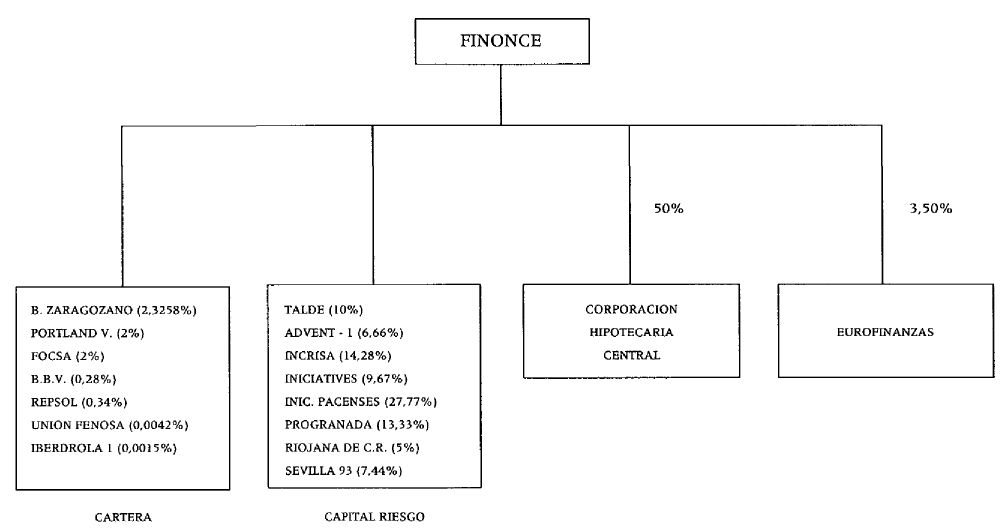 FINONCE
50%
3,50%
B. ZARAGOZANO (2,3258%)
PORTLAND V. (2%)
FOCSA (2%)
B.B.V. (0,28%)
REPSOL (0,34%)
UNION FENOSA (0,0042%)
IBERDROLA 1 (0,0015%)
CARTERA
TALDE (10%)
ADVENT - 1 (6,66%)
INCRISA (14,28%)
INICIATIVES (9,67%)
INIC. PACENSES (27,77%)
PROGRANADA (13,33%)
RIOJANA DE C.R. (5%)
SEVILLA 93 (7,44%)
CAPITAL RIESGO
CORPORACION
HIPOTECARIA
CENTRAL
EUROFINANZAS